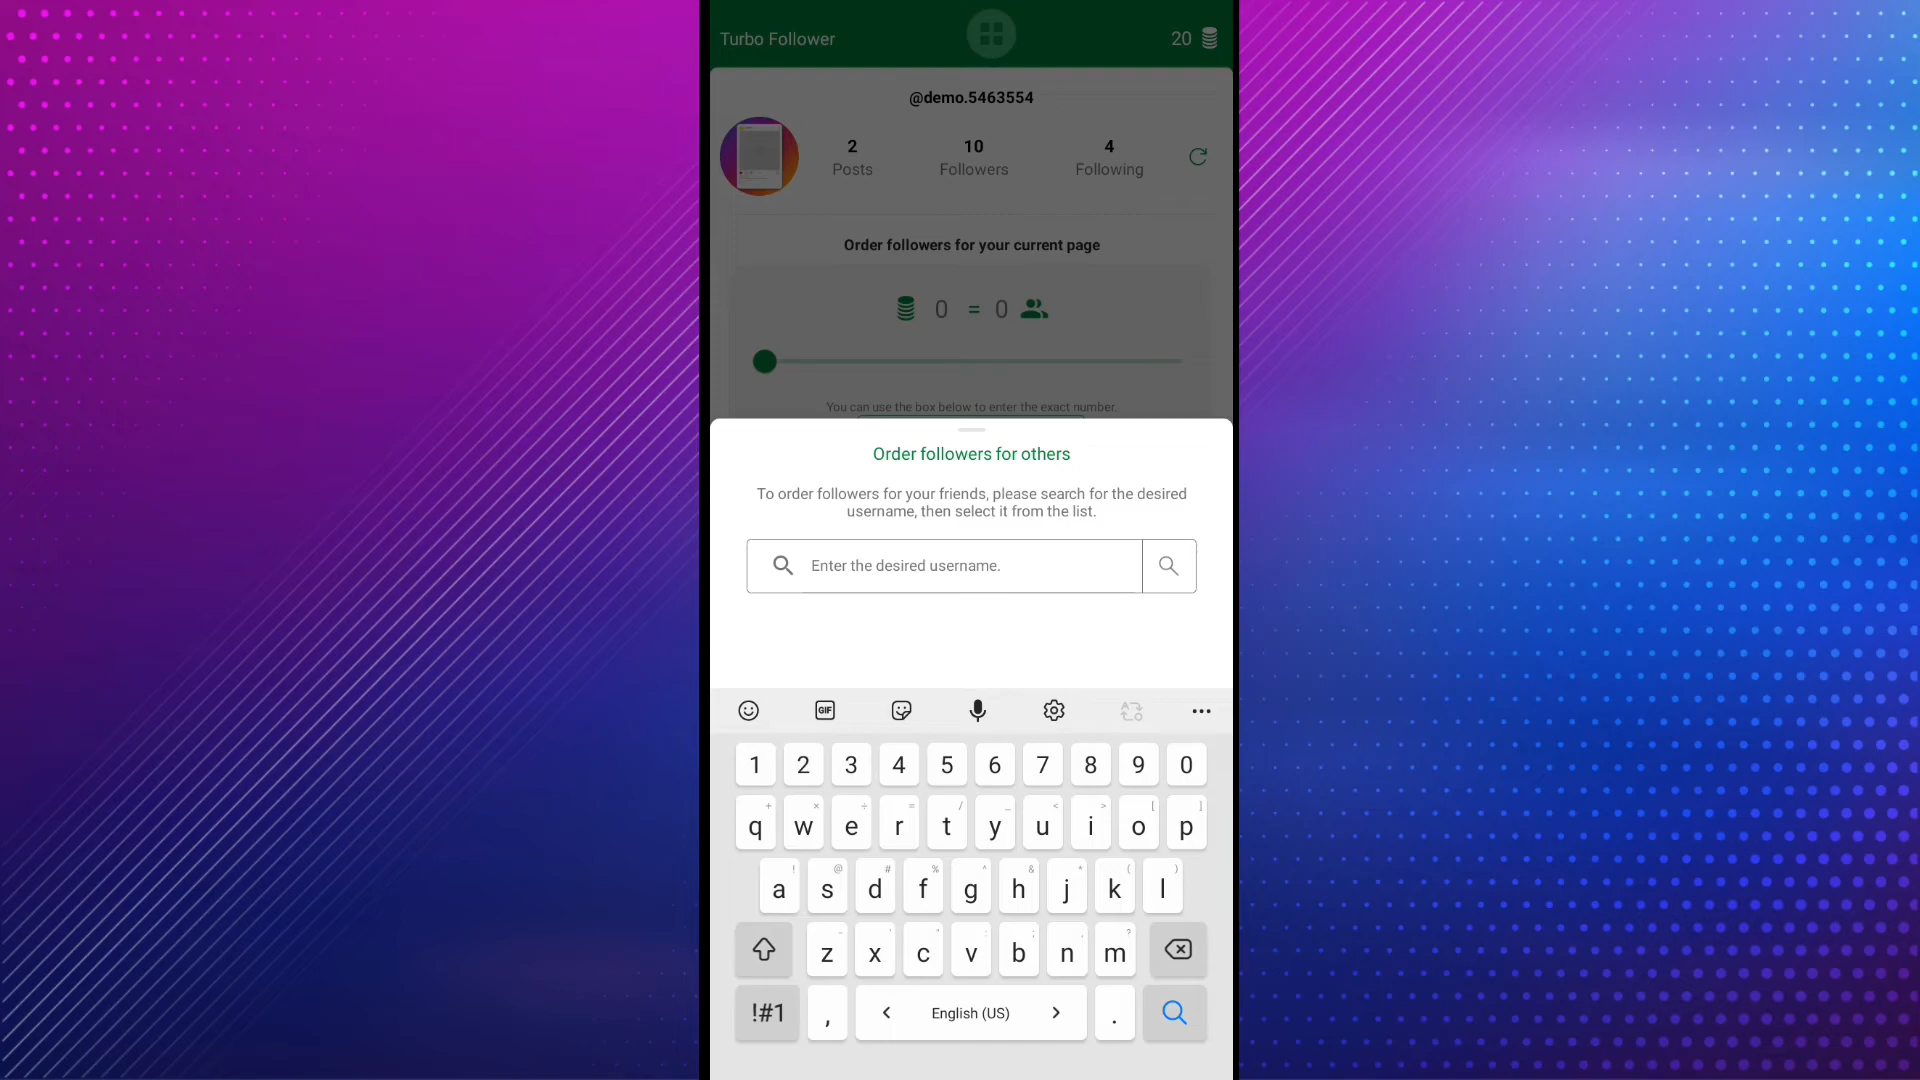 Turbo Follower
20
@demo.5463554
2 10 4
Posts Followers Following
Order followers for your current page
0 = 0
You can use the box below to enter the exact number.
Order followers for others
To order followers for your friends, please search for the desired
username, then select it from the list.
Enter the desired username.
GIF
1 2 3 4 5 6 7 8 9 0
+ × ÷ = / _ < > [ ]
q w e r t y u i o p
! @ # % ^ & * ( )
a s d f g h j k l
- ' " : ; , ?
z x c v b n m
!#1 , < English (US) > .